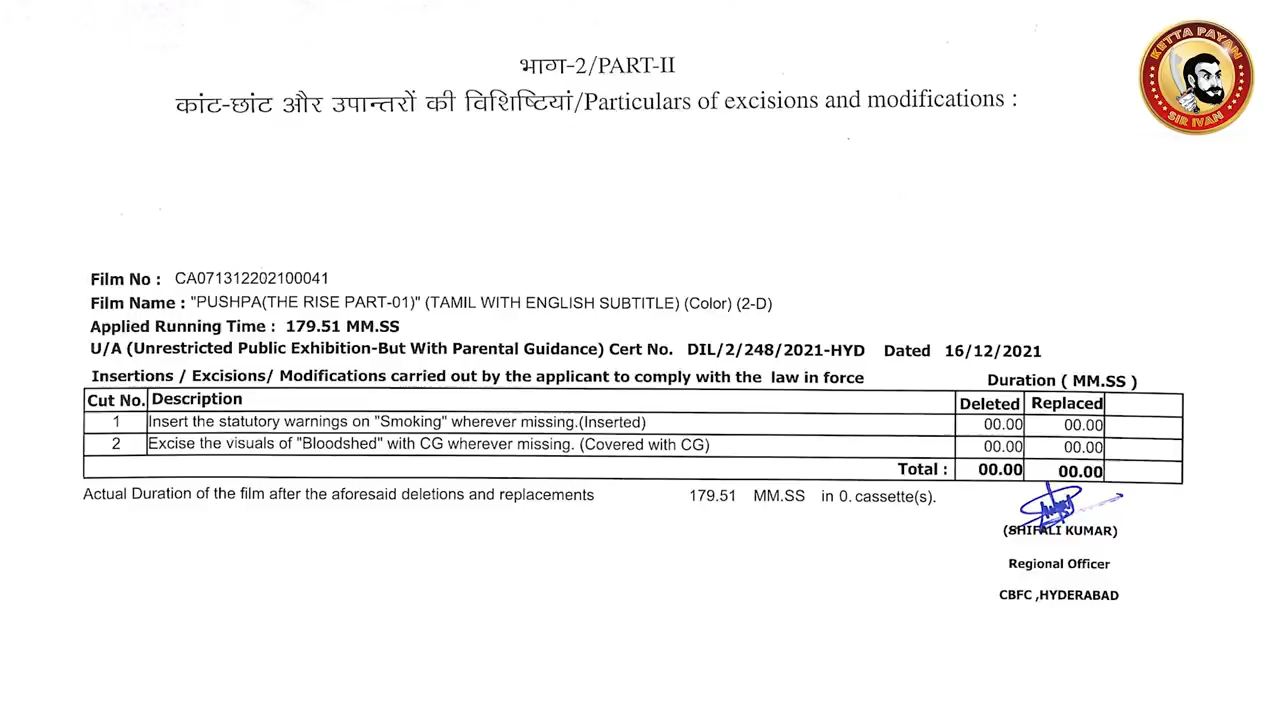 भाग-2/PART-II
कांट-छांट और उपान्तरों की विशिष्टियां/Particulars of excisions and modifications :
KETTA PAYAN
SIR IVAN
Film No : CA071312202100041
Film Name : "PUSHPA(THE RISE PART-01)" (TAMIL WITH ENGLISH SUBTITLE) (Color) (2-D)
Applied Running Time : 179.51 MM.SS
U/A (Unrestricted Public Exhibition-But With Parental Guidance) Cert No. DIL/2/248/2021-HYD Dated 16/12/2021
Insertions / Excisions/ Modifications carried out by the applicant to comply with the law in force Duration ( MM.SS )
Cut No. Description Deleted Replaced
1 Insert the statutory warnings on "Smoking" wherever missing.(Inserted) 00.00 00.00
2 Excise the visuals of "Bloodshed" with CG wherever missing. (Covered with CG) 00.00 00.00
Total : 00.00 00.00
Actual Duration of the film after the aforesaid deletions and replacements 179.51 MM.SS in 0. cassette(s).
(SHIFALI KUMAR)
Regional Officer
CBFC ,HYDERABAD